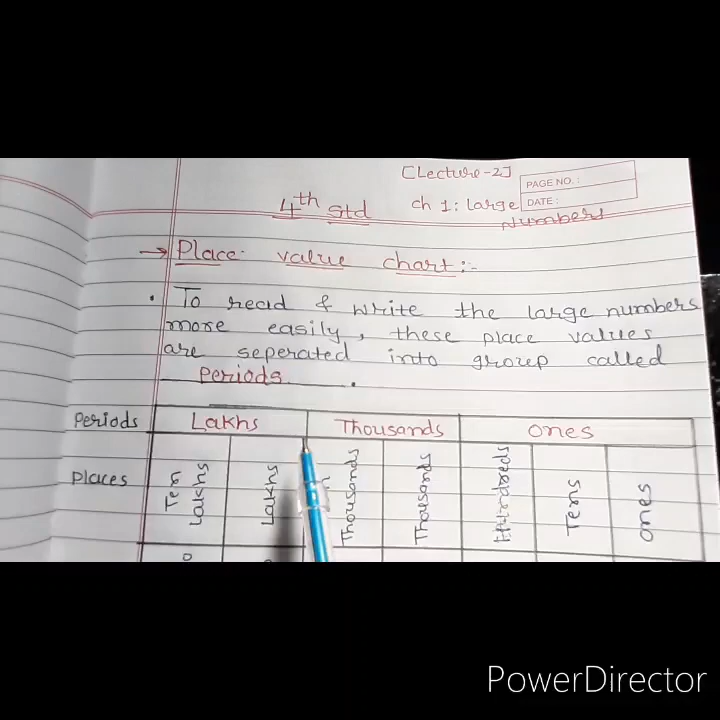 [Lecture-2]
PAGE NO.:
4th Std
ch 1: Large
DATE:
Numbers
→ Place value chart:-
• To read & write the large numbers
more easily, these place values
are seperated into group called
Periods.
Periods Lakhs Thousands Ones
Places Ten Lakhs Lakhs Thousands Thousands Hundreds Tens ones
PowerDirector